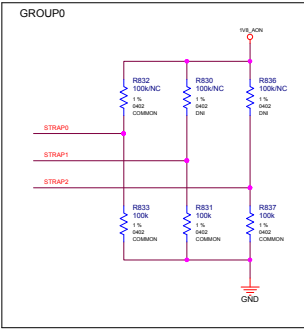 GROUP0
1V8_AON
R832
100k/NC
1 %
0402
COMMON
R830
100k/NC
1 %
0402
DNI
R836
100k/NC
1 %
0402
DNI
STRAP0
STRAP1
STRAP2
R833
100k
1 %
0402
COMMON
R831
100k
1 %
0402
COMMON
R837
100k
1 %
0402
COMMON
GND